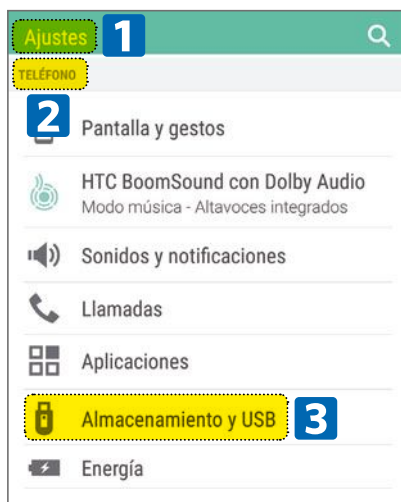 Ajustes 1
TELÉFONO
2
Pantalla y gestos
HTC BoomSound con Dolby Audio
Modo música - Altavoces integrados
Sonidos y notificaciones
Llamadas
Aplicaciones
Almacenamiento y USB 3
Energía